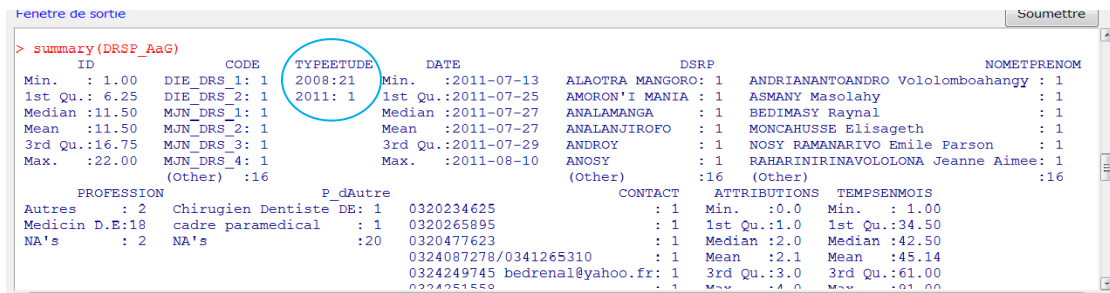 Fenetre de sortie Soumettre
> summary(DRSP_AaG)
ID CODE TYPEETUDE DATE DSRP NOMETPRENOM
Min. : 1.00 DIE_DRS_1: 1 2008:21 Min. :2011-07-13 ALAOTRA MANGORO: 1 ANDRIANANTOANDRO Vololomboahangy : 1
1st Qu.: 6.25 DIE_DRS_2: 1 2011: 1 1st Qu.:2011-07-25 AMORON'I MANIA : 1 ASMANY Masolahy : 1
Median :11.50 MJN_DRS_1: 1 Median :2011-07-27 ANALAMANGA : 1 BEDIMASY Raynal : 1
Mean :11.50 MJN_DRS_2: 1 Mean :2011-07-27 ANALANJIROFO : 1 MONCAHUSSE Elisageth : 1
3rd Qu.:16.75 MJN_DRS_3: 1 3rd Qu.:2011-07-29 ANDROY : 1 NOSY RAMANARIVO Emile Parson : 1
Max. :22.00 MJN_DRS_4: 1 Max. :2011-08-10 ANOSY : 1 RAHARINIRINAVOLOLONA Jeanne Aimee: 1
(Other) :16 (Other) :16 (Other) :16
PROFESSION P_dAutre CONTACT ATTRIBUTIONS TEMPSENMOIS
Autres : 2 Chirugien Dentiste DE: 1 0320234625 : 1 Min. :0.0 Min. : 1.00
Medicin D.E:18 cadre paramedical : 1 0320265895 : 1 1st Qu.:1.0 1st Qu.:34.50
NA's : 2 NA's :20 0320477623 : 1 Median :2.0 Median :42.50
0324087278/0341265310 : 1 Mean :2.1 Mean :45.14
0324249745 bedrenal@yahoo.fr: 1 3rd Qu.:3.0 3rd Qu.:61.00
0324251558 : 1 Max. :4.0 Max. :91.00